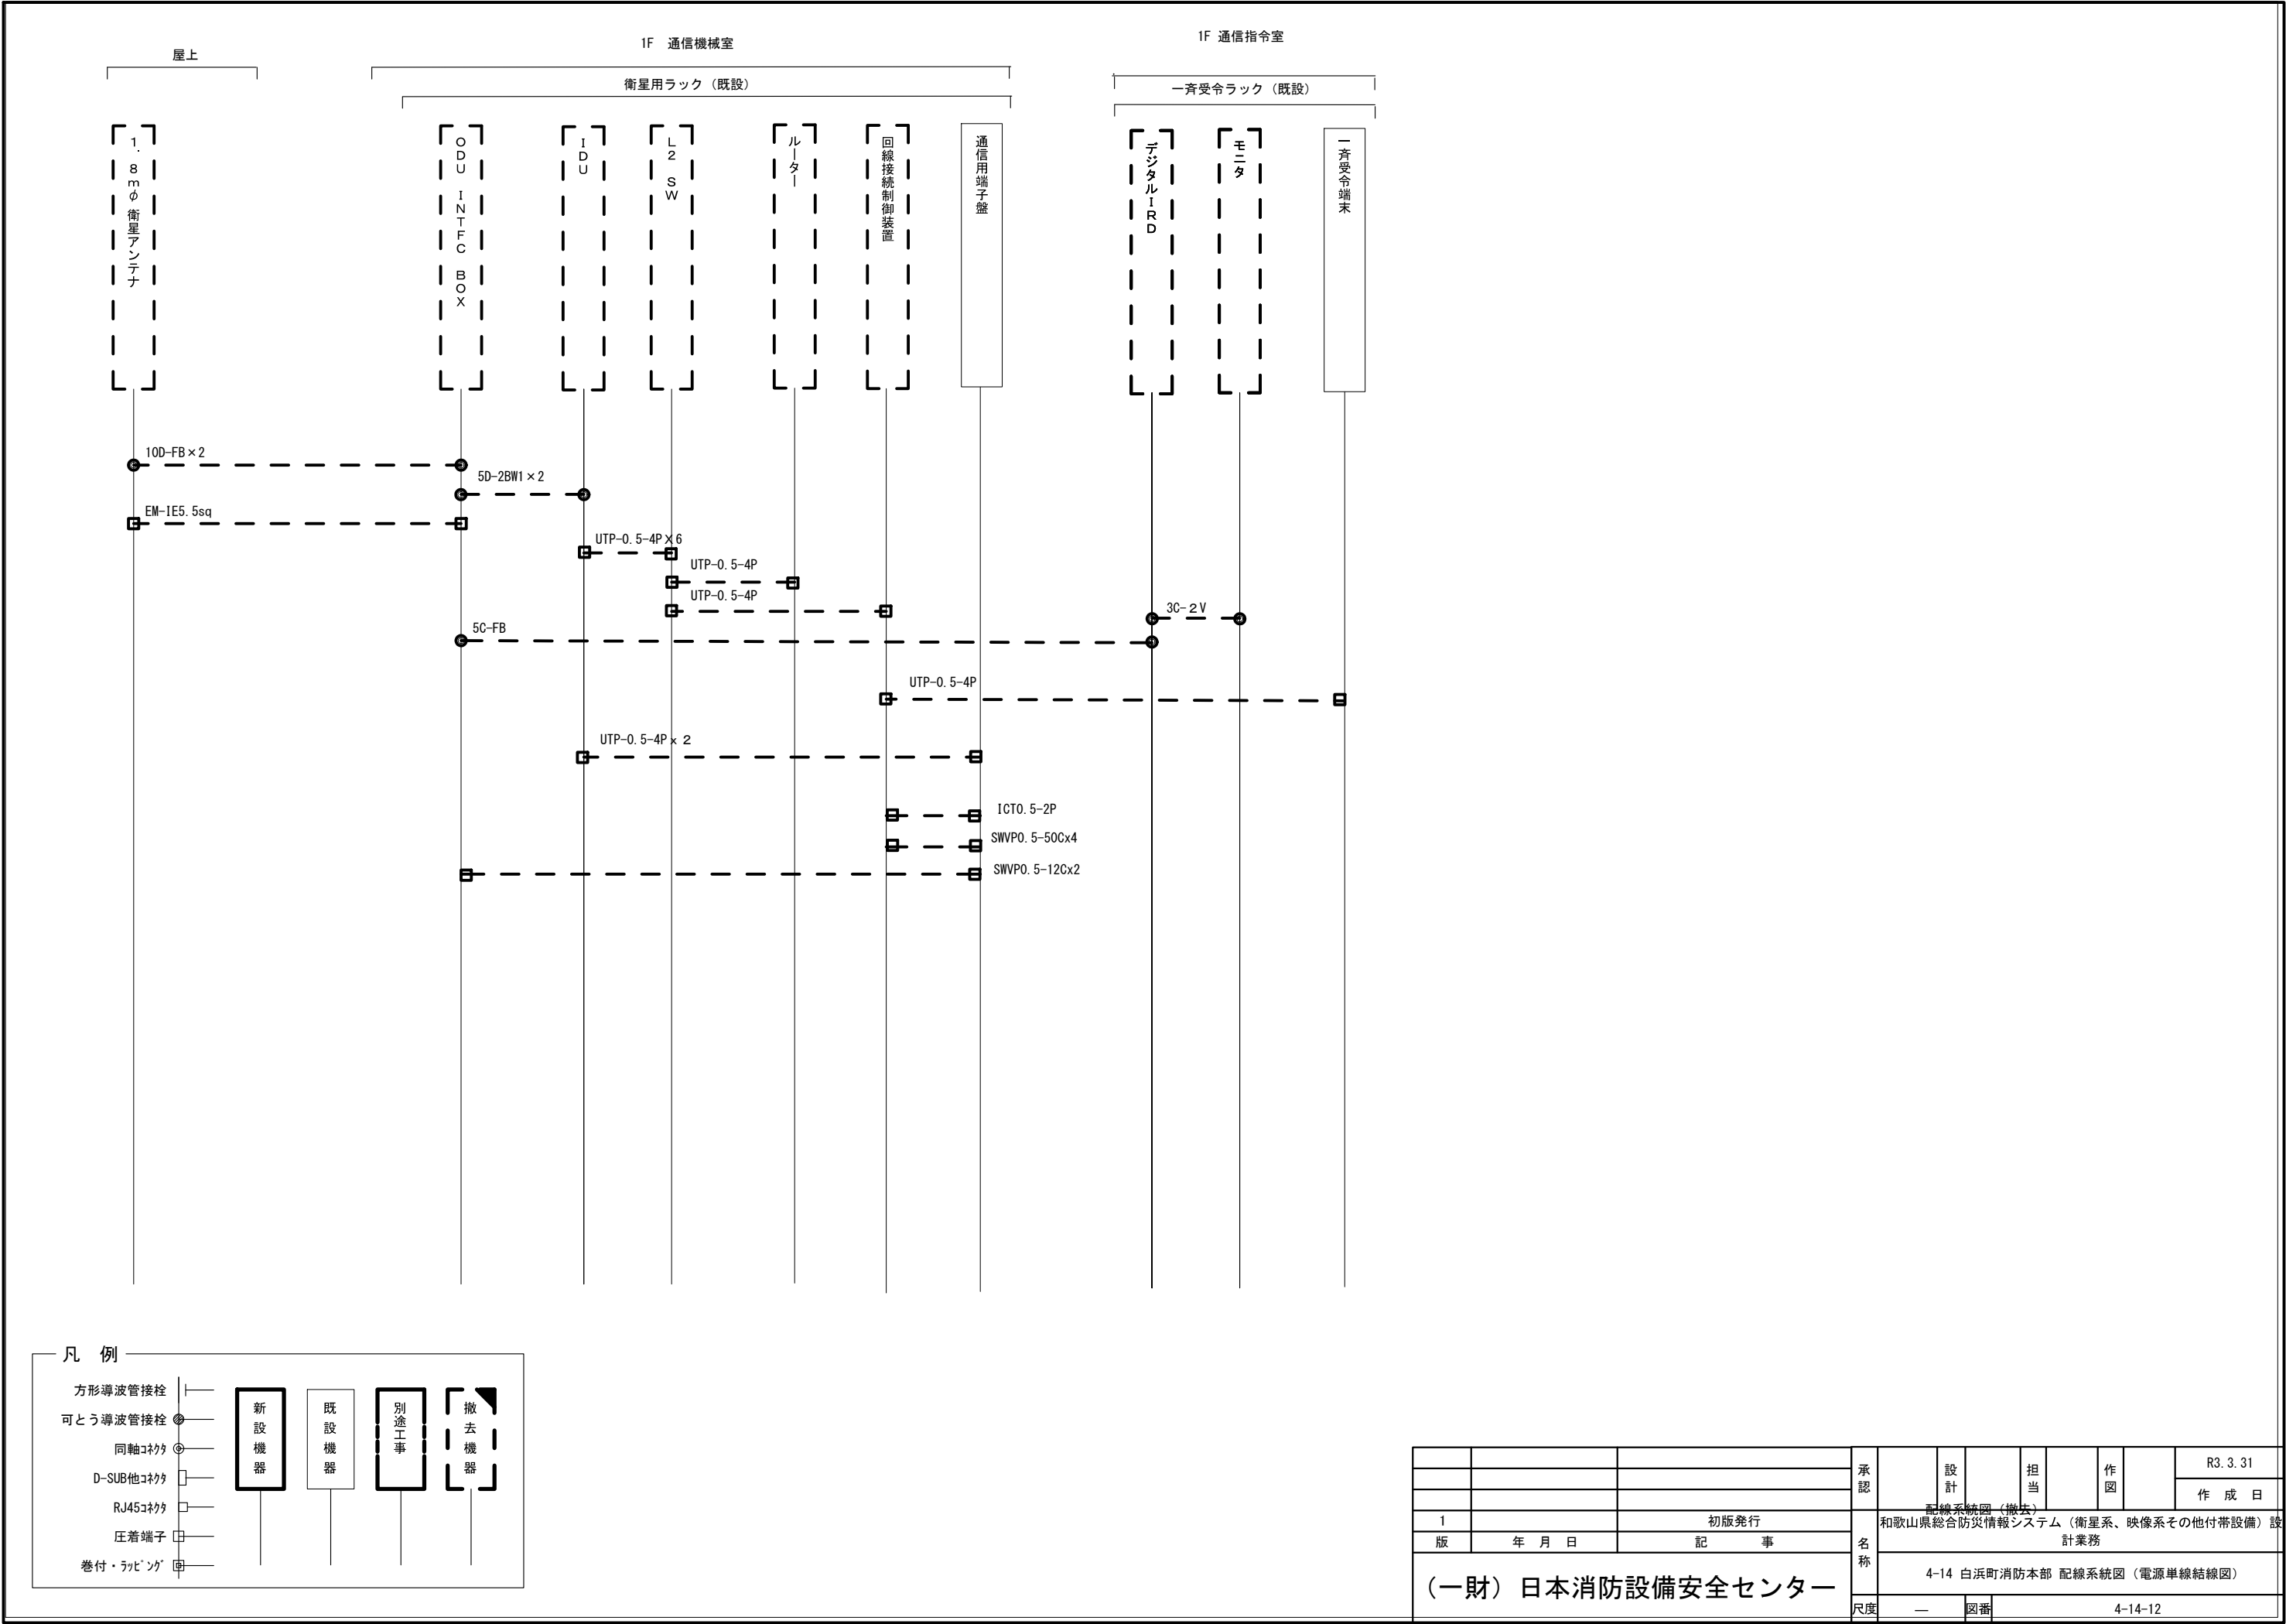 屋上
1F　通信機械室
1F 通信指令室
衛星用ラック（既設）
一斉受令ラック（既設）
1．8mφ衛星アンテナ
ODU　INTFC　BOX
IDU
L2　SW
ルーター
回線接続制御装置
通信用端子盤
デジタルIRD
モニタ
一斉受令端末
10D-FB×2
5D-2BW1×2
EM-IE5.5sq
UTP-0.5-4P×6
UTP-0.5-4P
UTP-0.5-4P
3C-２V
5C-FB
UTP-0.5-4P
UTP-0.5-4P x 2
ICT0.5-2P
SWVP0.5-50Cx4
SWVP0.5-12Cx2
凡　例
方形導波管接栓
可とう導波管接栓
同軸ｺﾈｸﾀ
D-SUB他ｺﾈｸﾀ
RJ45ｺﾈｸﾀ
圧着端子
巻付・ﾗｯﾋﾟﾝｸﾞ
新設機器
既設機器
別途工事
撤去機器
承認
設計
担当
作図
R3.3.31
作　成　日
配線系統図（撤去）
1
初版発行
版
年　月　日
記　　　事
名称
和歌山県総合防災情報システム（衛星系、映像系その他付帯設備）設
計業務
4-14 白浜町消防本部 配線系統図（電源単線結線図）
（一財）日本消防設備安全センター
尺度
―
図番
4-14-12